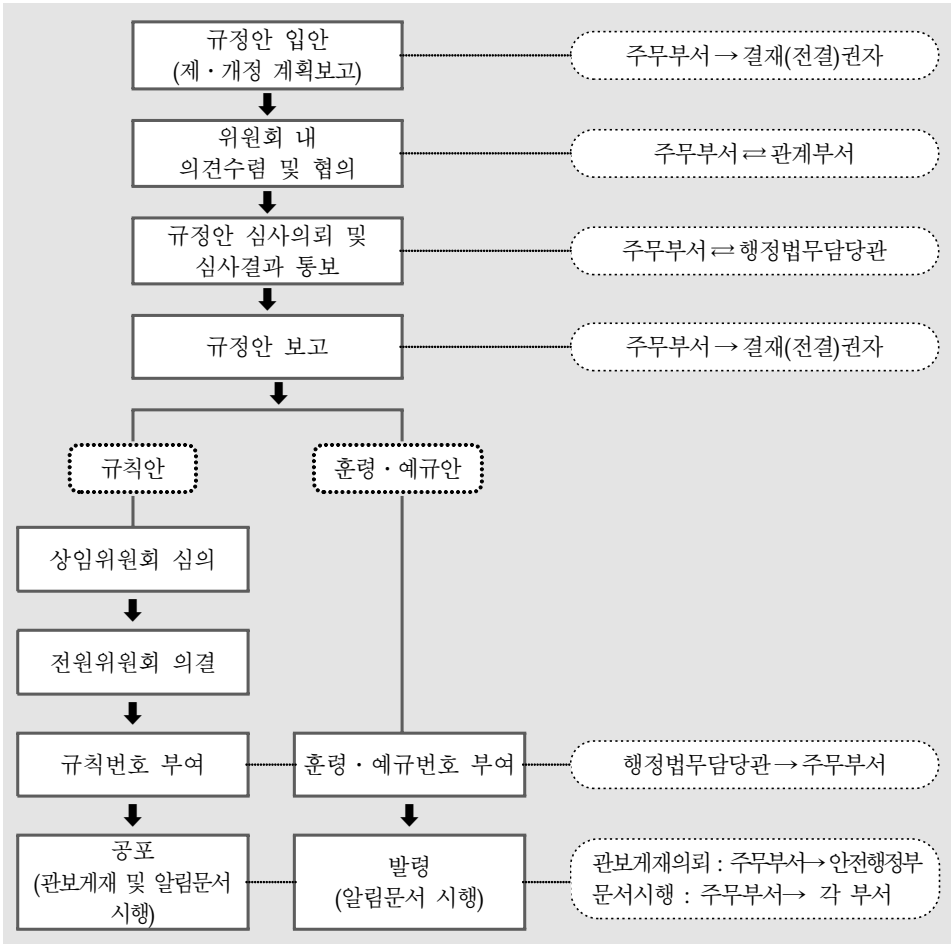 규정안 입안
(제·개정 계획보고)
주무부서→결재(전결)권자
위원회 내
의견수렴 및 협의
주무부서⇄관계부서
규정안 심사의뢰 및
심사결과 통보
주무부서⇄행정법무담당관
규정안 보고
주무부서→결재(전결)권자
규칙안
훈령·예규안
상임위원회 심의
전원위원회 의결
규칙번호 부여
훈령·예규번호 부여
행정법무담당관→주무부서
공포
(관보게재 및 알림문서
시행)
발령
(알림문서 시행)
관보게재의뢰 : 주무부서→안전행정부
문서시행 : 주무부서→ 각 부서